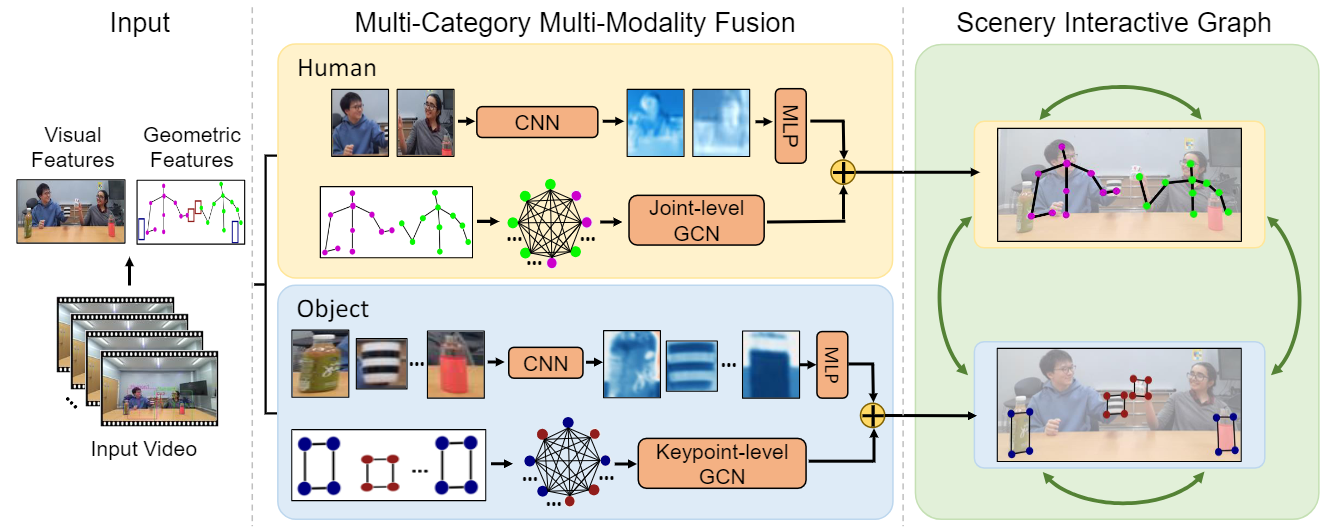 Input
Multi-Category Multi-Modality Fusion
Scenery Interactive Graph
Visual
Features
Geometric
Features
Input Video
Human
CNN
MLP
...
...
...
Joint-level
GCN
Object
...
CNN
...
MLP
...
...
...
...
Keypoint-level
GCN